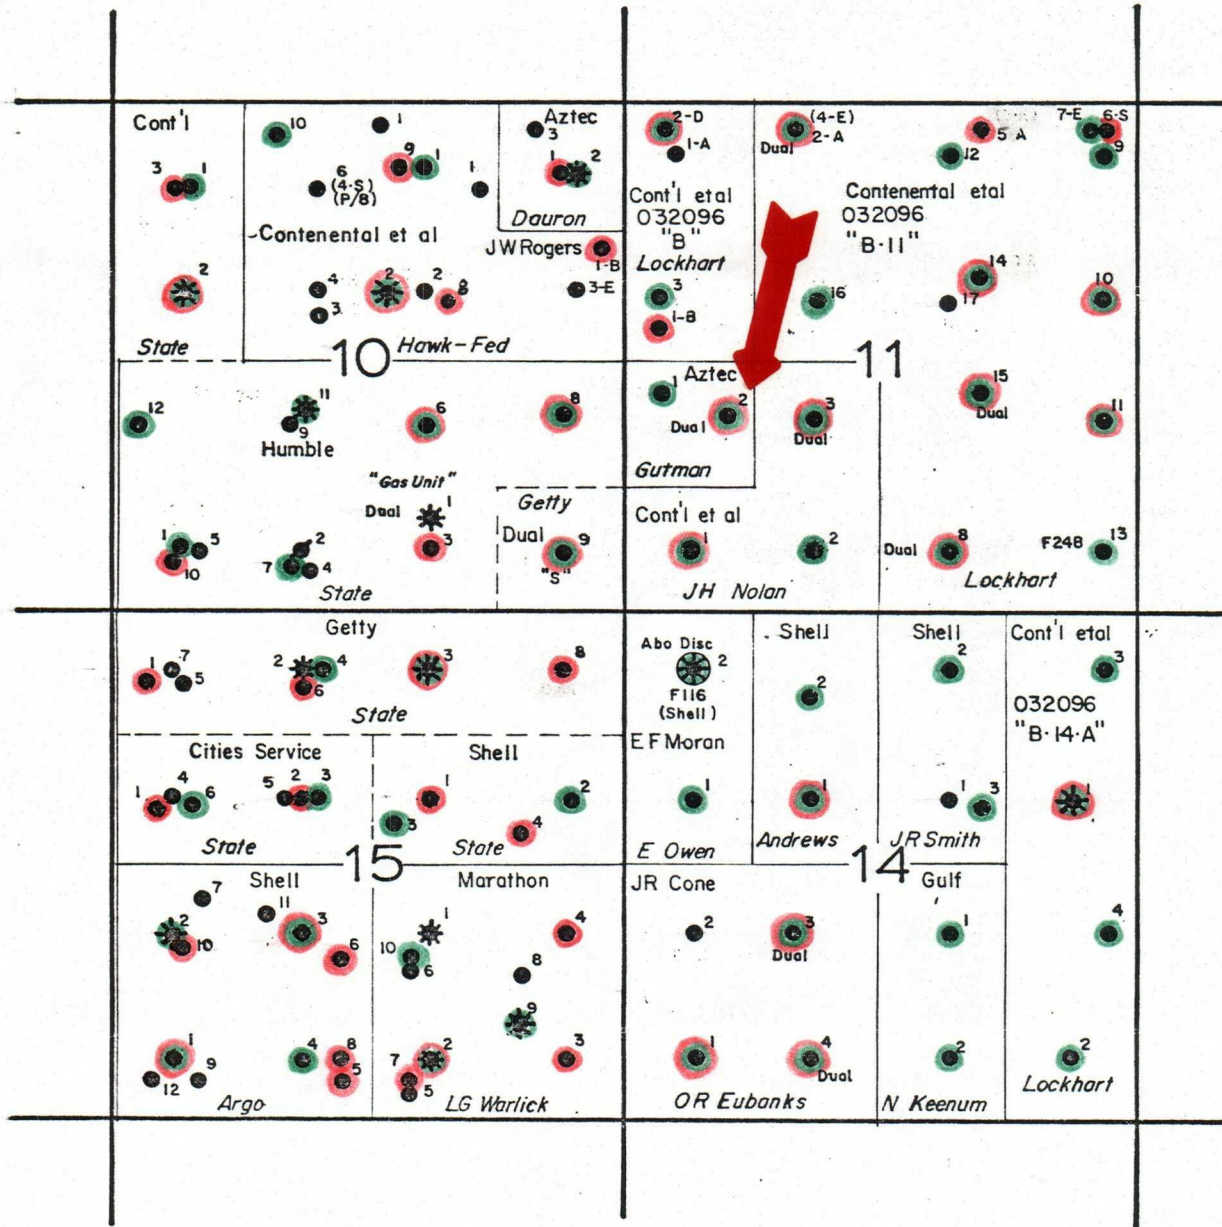 Cont'l
3 1
2
State
10
1
9 1
6
(4-S)
(P/B)
1
Contenental et al
4
3
2 2
8
Hawk-Fed
10
Aztec
3
1 2
Dauron
JW Rogers
1-B
3-E
2-D
1-A
Cont'l etal
032096
"B"
Lockhart
3
1-B
(4-E)
2-A
Dual
5-A
7-E 6-S
12
9
Contenental etal
032096
"B-11"
14
17
10
16
11
12
11
9
Humble
6
8
"Gas Unit"
Dual 1
3
1 5
10
2
7 4
State
Getty
Dual 9
"S"
Aztec
1
2
Dual
Gutman
3
Dual
15
Dual
11
Cont'l et al
1
2
JH Nolan
Dual 8
F248 13
Lockhart
Getty
1 7
5
2 4
6
3
8
State
Cities Service
1 4
6
5 2 3
State
Shell
1
2
3
4
State
15
Abo Disc
2
F116
(Shell)
E F Moran
1
E Owen
Shell
2
1
Andrews
Shell
2
1 3
JR Smith
Cont'l etal
3
032096
"B-14-A"
1
14
Shell
7
2
10
11
3
6
1
9
12
4 8
5
Argo
Marathon
1
4
10
6
8
9
7 2
5
3
LG Warlick
JR Cone
2
3
Dual
1
4
Dual
OR Eubanks
Gulf
1
2
N Keenum
4
2
Lockhart